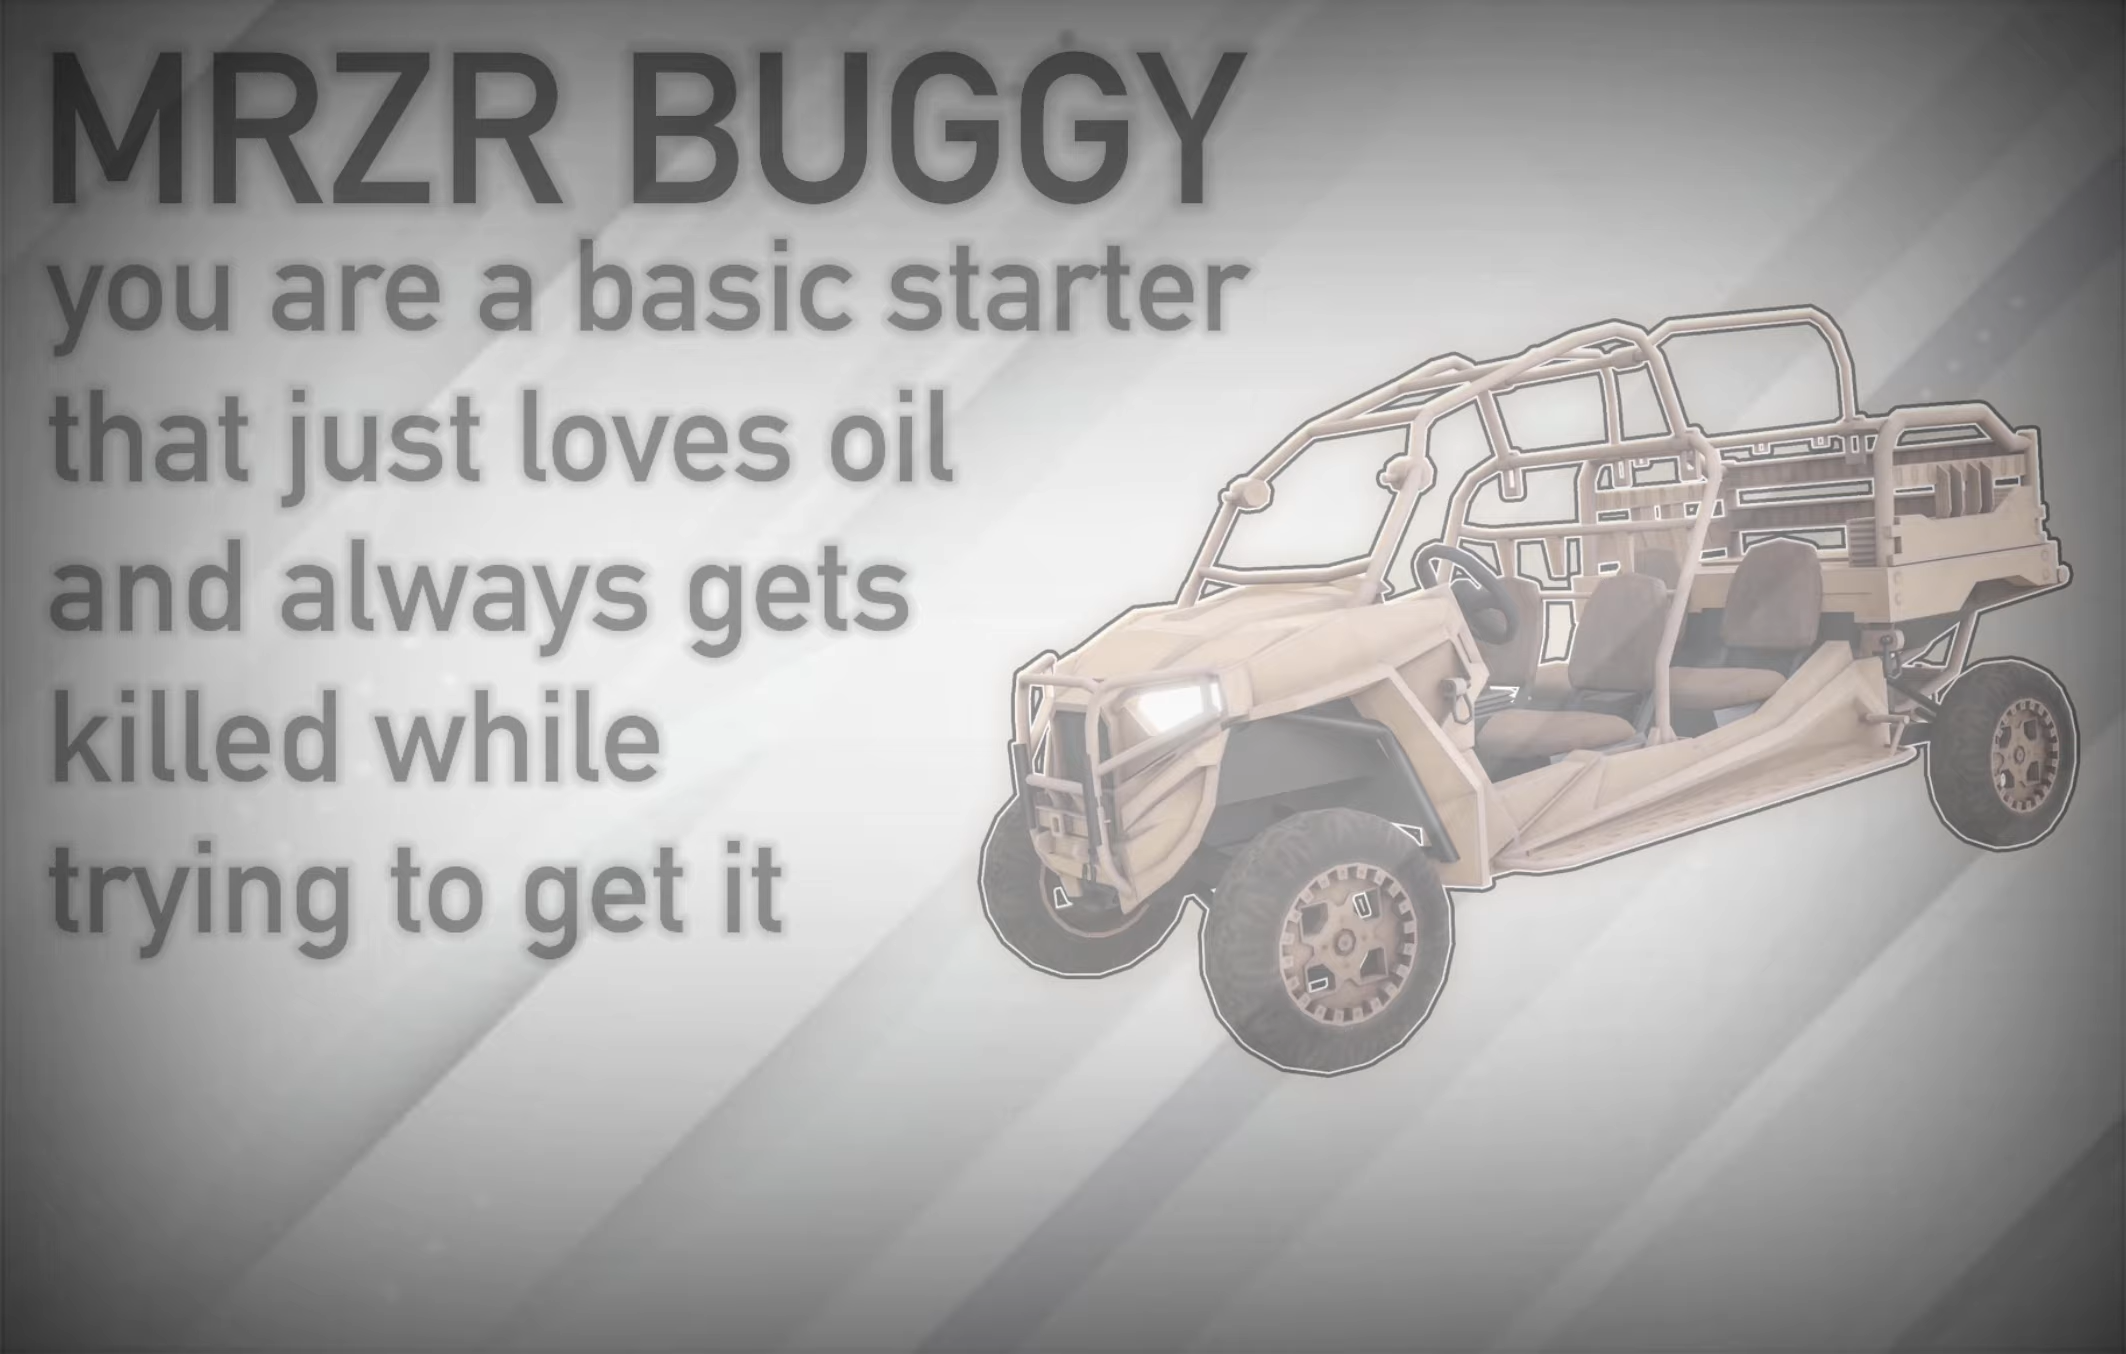 MRZR BUGGY
you are a basic starter
that just loves oil
and always gets
killed while
trying to get it